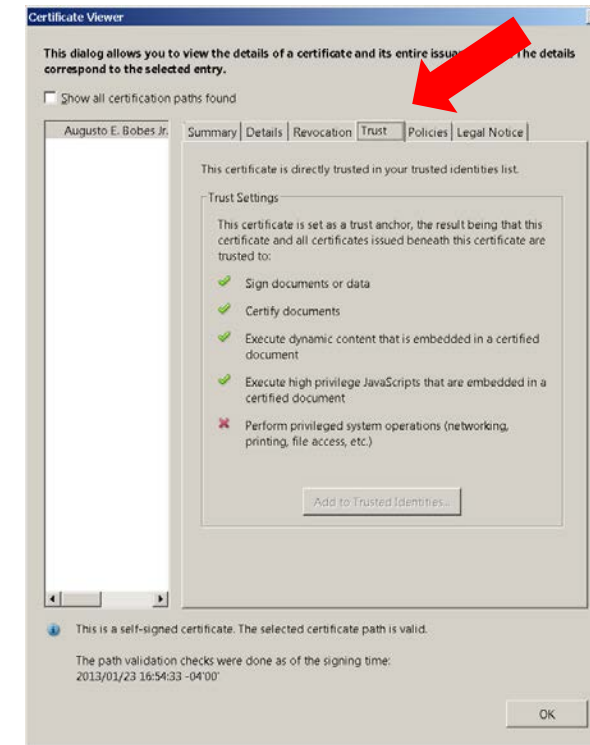 Certificate Viewer
This dialog allows you to view the details of a certificate and its entire issua The details
correspond to the selected entry.
Show all certification paths found
Augusto E. Bobes Jr.
Summary Details Revocation Trust Policies Legal Notice
This certificate is directly trusted in your trusted identities list.
Trust Settings
This certificate is set as a trust anchor, the result being that this
certificate and all certificates issued beneath this certificate are
trusted to:
Sign documents or data
Certify documents
Execute dynamic content that is embedded in a certified
document
Execute high privilege JavaScripts that are embedded in a
certified document
Perform privileged system operations (networking,
printing, file access, etc.)
Add to Trusted Identities...
This is a self-signed certificate. The selected certificate path is valid.
The path validation checks were done as of the signing time:
2013/01/23 16:54:33 -04'00'
OK